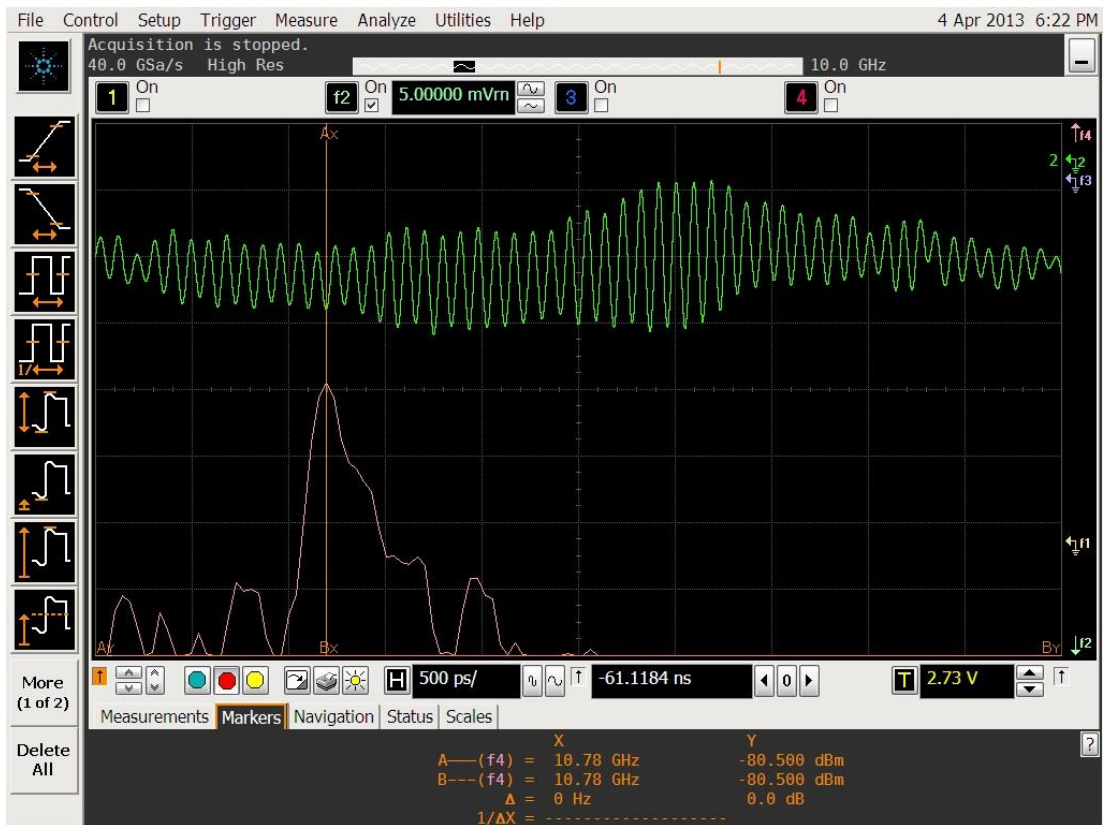 File Control Setup Trigger Measure Analyze Utilities Help 4 Apr 2013 6:22 PM
Acquisition is stopped.
40.0 GSa/s High Res 10.0 GHz
1 On f2 On 5.00000 mVrn 3 On 4 On
Ax
f4
2 2
f3
f1
Ay Bx By f2
1/
More
(1 of 2)
Delete
All
H 500 ps/ -61.1184 ns 0 T 2.73 V
Measurements Markers Navigation Status Scales
?
X Y
A---(f4) = 10.78 GHz -80.500 dBm
B---(f4) = 10.78 GHz -80.500 dBm
Δ = 0 Hz 0.0 dB
1/ΔX = -------------------